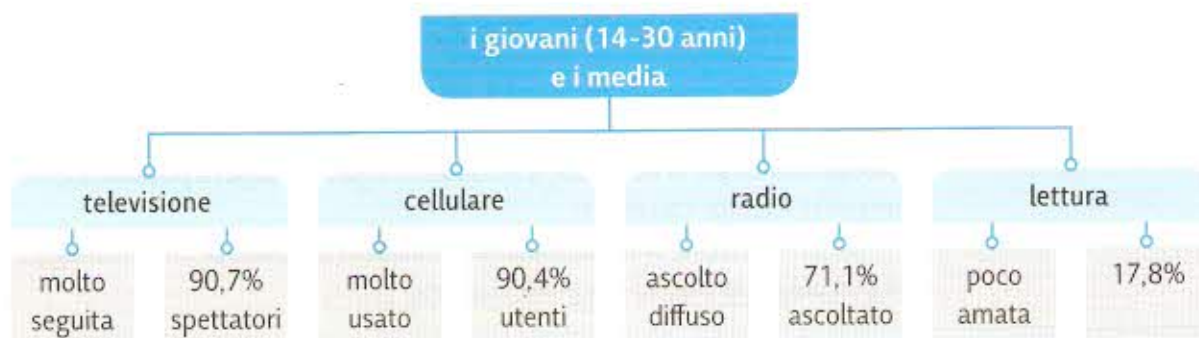 i giovani (14-30 anni)
e i media
televisione
cellulare
radio
lettura
molto
seguita
90,7%
spettatori
molto
usato
90,4%
utenti
ascolto
diffuso
71,1%
ascoltato
poco
amata
17,8%